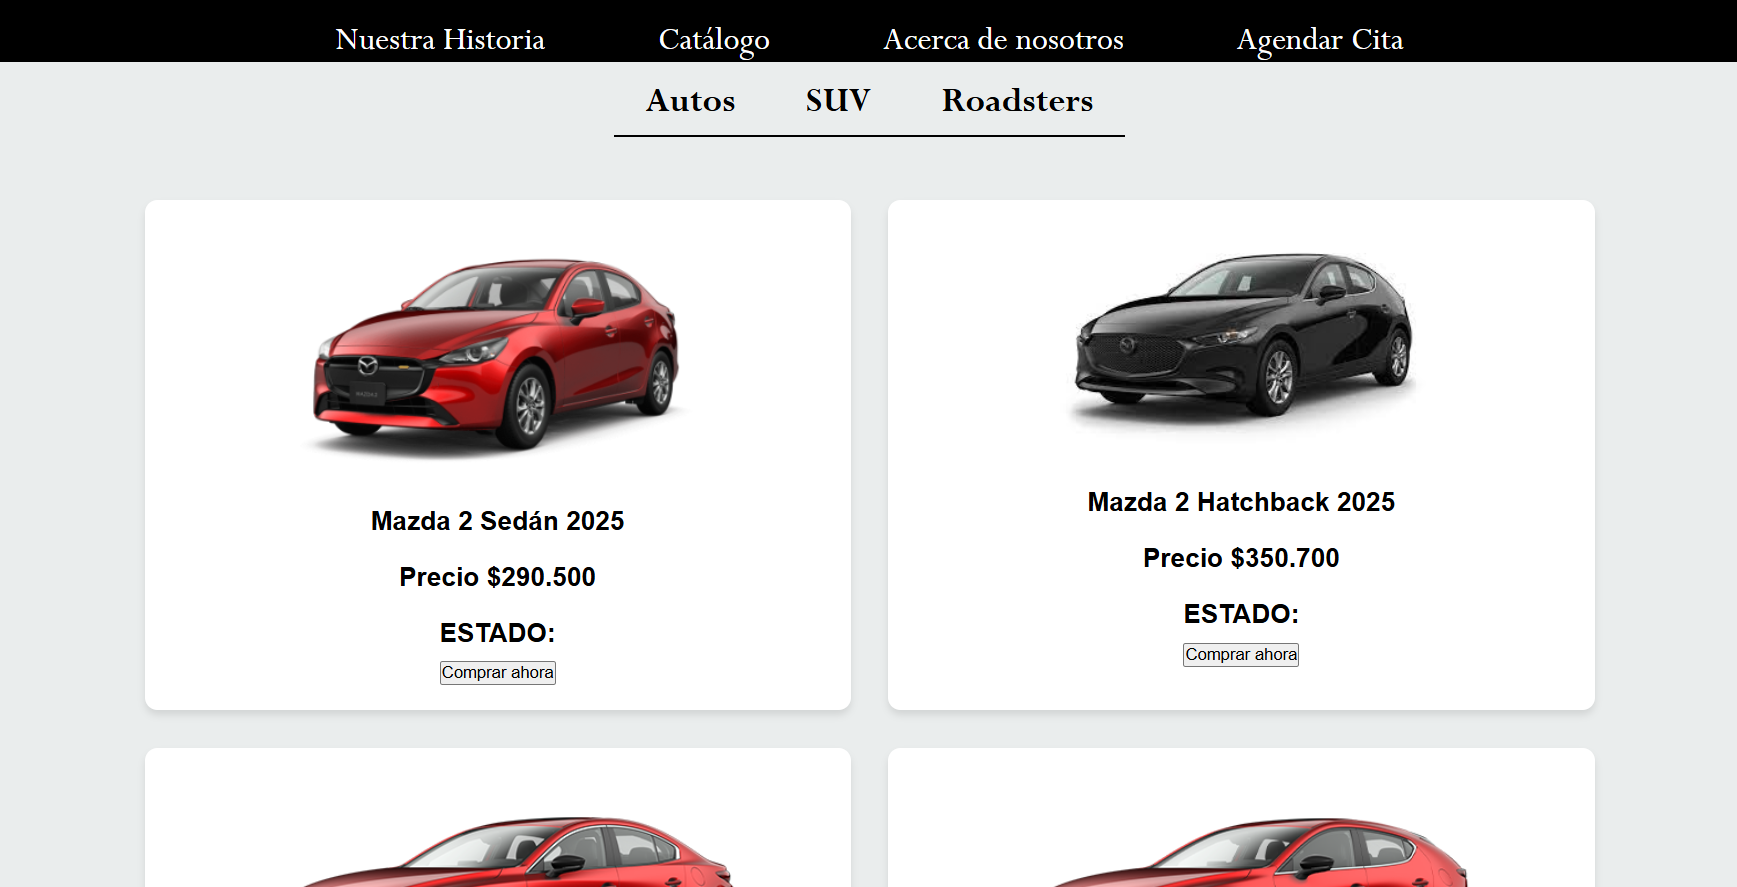 Nuestra Historia Catálogo Acerca de nosotros Agendar Cita
Autos SUV Roadsters
Mazda 2 Sedán 2025
Precio $290.500
ESTADO:
Comprar ahora
Mazda 2 Hatchback 2025
Precio $350.700
ESTADO:
Comprar ahora